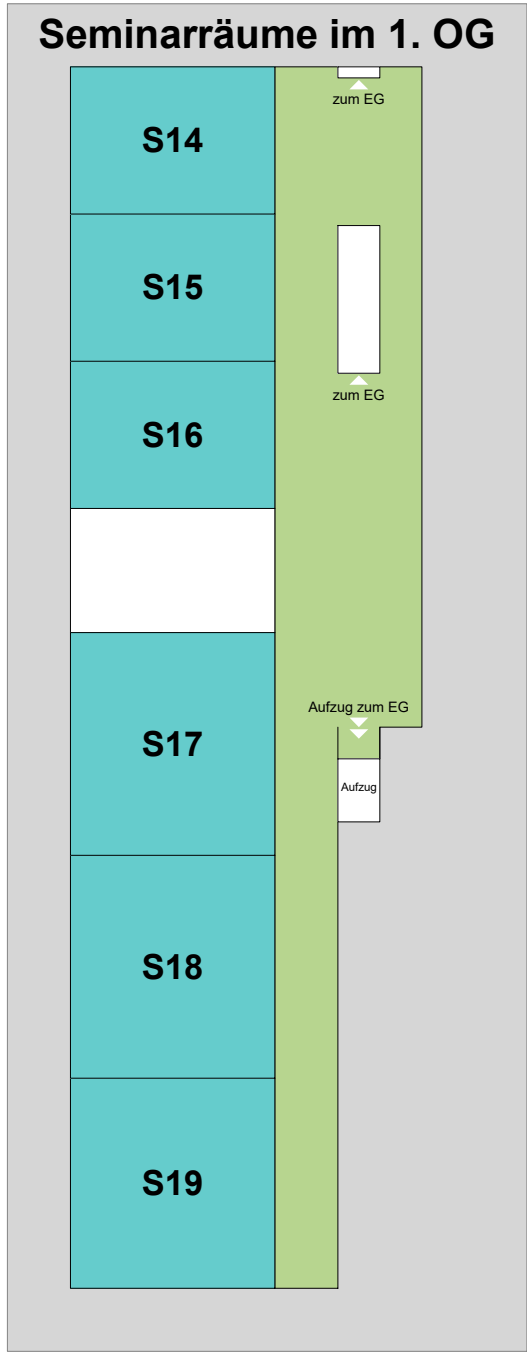 Seminarräume im 1. OG
S14
zum EG
S15
zum EG
S16
Aufzug zum EG
S17
Aufzug
S18
S19